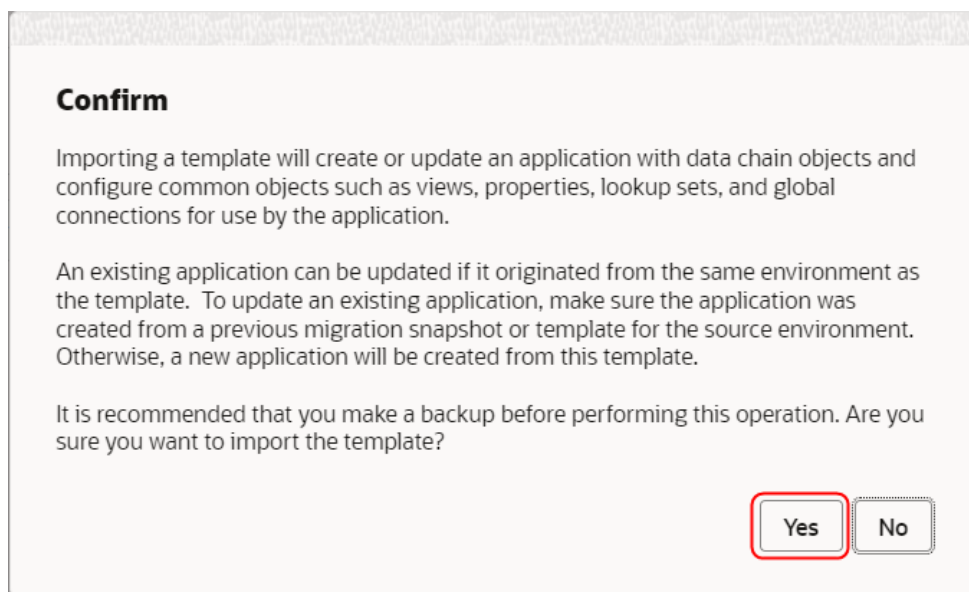 Confirm
Importing a template will create or update an application with data chain objects and
configure common objects such as views, properties, lookup sets, and global
connections for use by the application.
An existing application can be updated if it originated from the same environment as
the template.  To update an existing application, make sure the application was
created from a previous migration snapshot or template for the source environment.
Otherwise, a new application will be created from this template.
It is recommended that you make a backup before performing this operation. Are you
sure you want to import the template?
Yes No